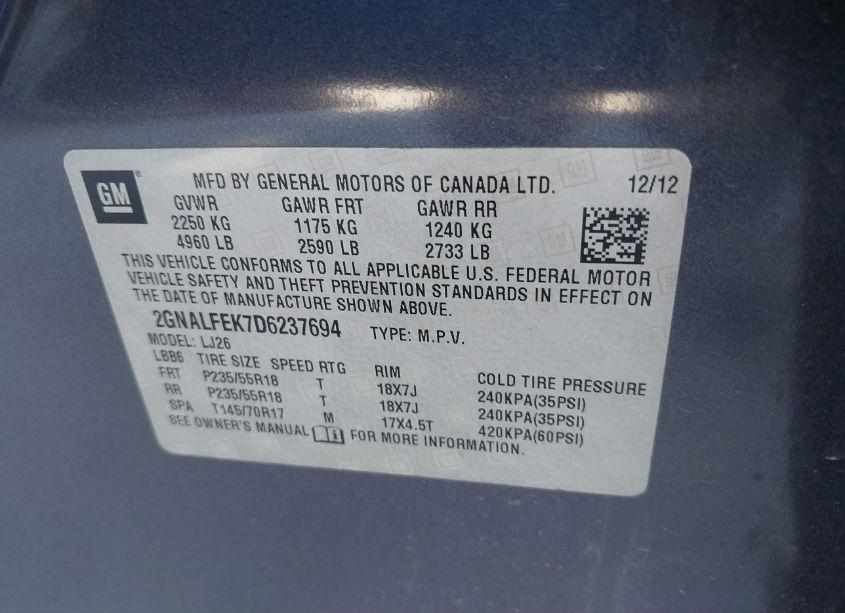 GM
MFD BY GENERAL MOTORS OF CANADA LTD. 12/12
GVWR GAWR FRT GAWR RR
2250 KG 1175 KG 1240 KG
4960 LB 2590 LB 2733 LB
THIS VEHICLE CONFORMS TO ALL APPLICABLE U.S. FEDERAL MOTOR
VEHICLE SAFETY AND THEFT PREVENTION STANDARDS IN EFFECT ON
THE DATE OF MANUFACTURE SHOWN ABOVE.
2GNALFEK7D6237694 TYPE: M.P.V.
MODEL: LJ26
LBB6 TIRE SIZE SPEED RTG RIM COLD TIRE PRESSURE
FRT P235/55R18 T 18X7J 240KPA(35PSI)
RR P235/55R18 T 18X7J 240KPA(35PSI)
SPA T145/70R17 M 17X4.5T 420KPA(60PSI)
SEE OWNER'S MANUAL FOR MORE INFORMATION.